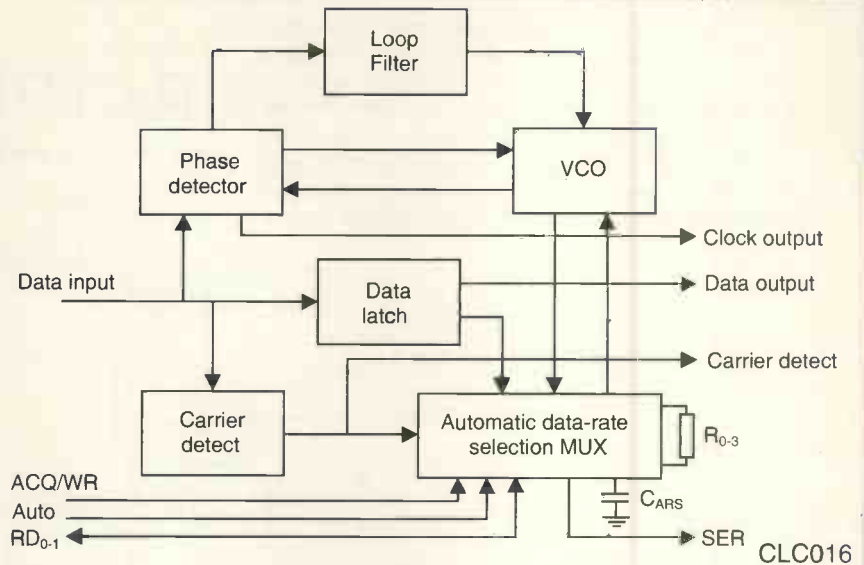 Loop
Filter
Phase
detector
VCO
Clock output
Data input
Data
latch
Data output
Carrier detect
Carrier
detect
Automatic data-rate
selection MUX
R0-3
ACQ/WR
Auto
RD0-1
CARS
SER
CLC016